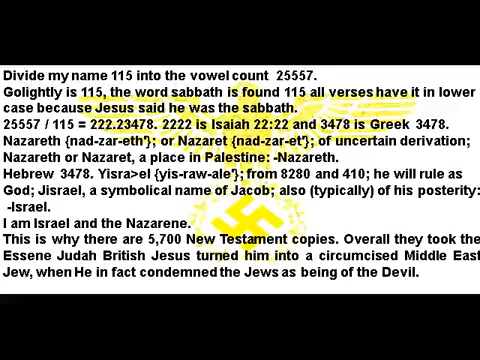 Divide my name 115 into the vowel count  25557.
Golightly is 115, the word sabbath is found 115 all verses have it in lower
case because Jesus said he was the sabbath.
25557 / 115 = 222.23478. 2222 is Isaiah 22:22 and 3478 is Greek  3478.
Nazareth {nad-zar-eth'}; or Nazaret {nad-zar-et'}; of uncertain derivation;
Nazareth or Nazaret, a place in Palestine: -Nazareth.
Hebrew  3478. Yisra>el {yis-raw-ale'}; from 8280 and 410; he will rule as
God; Jisrael, a symbolical name of Jacob; also (typically) of his posterity:
-Israel.
I am Israel and the Nazarene.
This is why there are 5,700 New Testament copies. Overall they took the
Essene Judah British Jesus turned him into a circumcised Middle East
Jew, when He in fact condemned the Jews as being of the Devil.